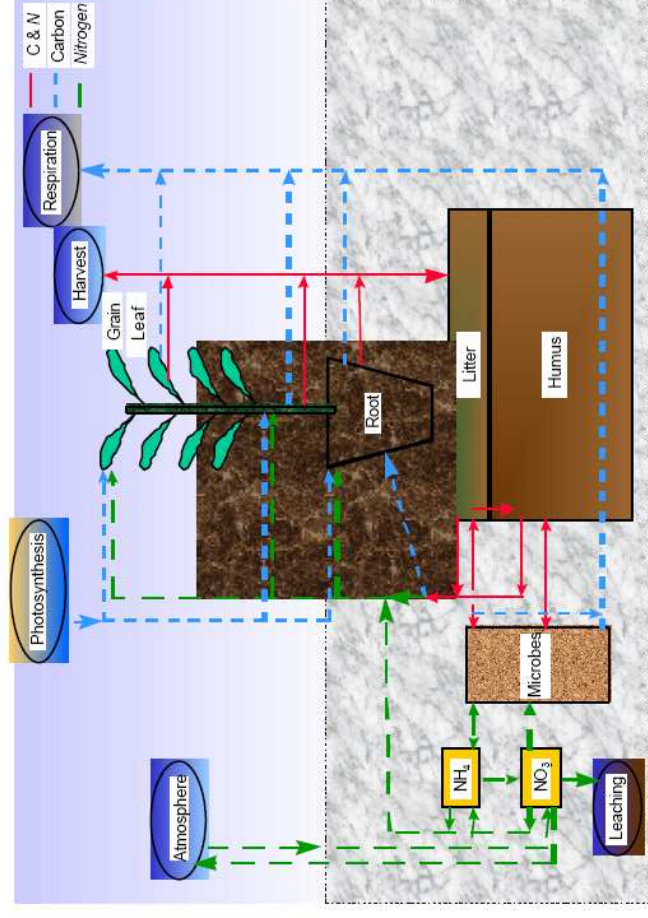 C & N
Carbon
Nitrogen
Respiration
Harvest
Photosynthesis
Atmosphere
Grain
Leaf
Root
Litter
Humus
Microbes
NH₄
NO₃
Leaching